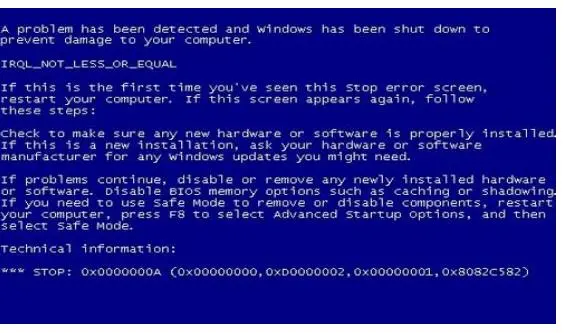 A problem has been detected and Windows has been shut down to
prevent damage to your computer.
IRQL_NOT_LESS_OR_EQUAL
If this is the first time you've seen this Stop error screen,
restart your computer. If this screen appears again, follow
these steps:
Check to make sure any new hardware or software is properly installed.
If this is a new installation, ask your hardware or software
manufacturer for any Windows updates you might need.
If problems continue, disable or remove any newly installed hardware
or software. Disable BIOS memory options such as caching or shadowing.
If you need to use Safe Mode to remove or disable components, restart
your computer, press F8 to select Advanced Startup Options, and then
select Safe Mode.
Technical information:
*** STOP: 0x0000000A (0x00000000,0xD0000002,0x00000001,0x8082C582)